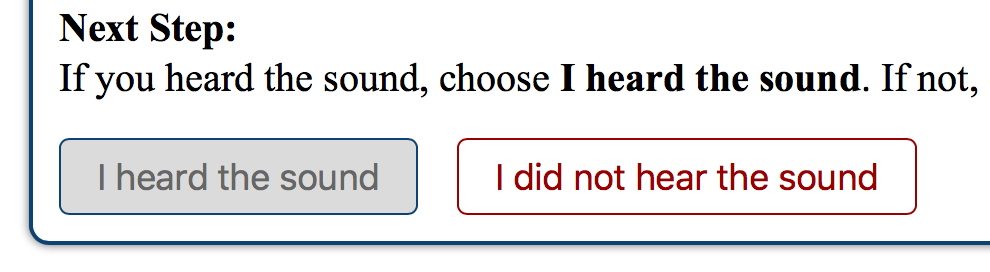 Next Step:
If you heard the sound, choose I heard the sound. If not,
I heard the sound
I did not hear the sound